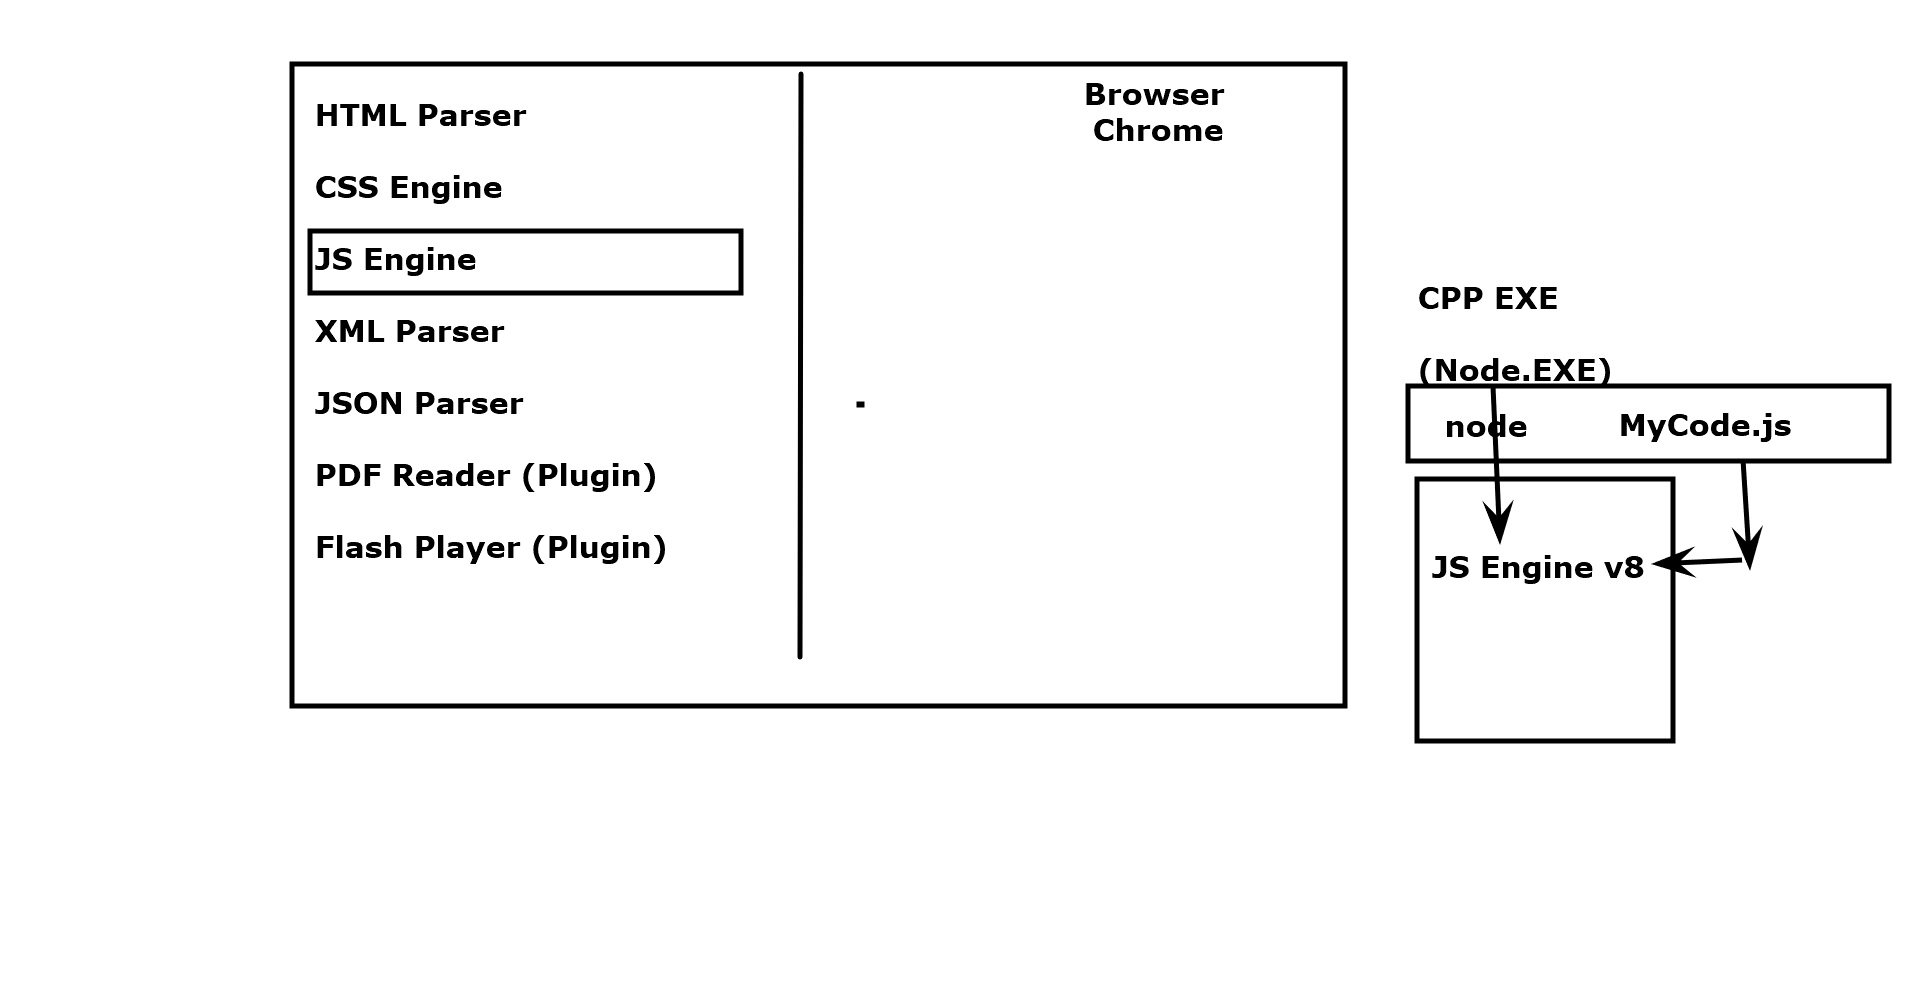 HTML Parser
CSS Engine
JS Engine
XML Parser
JSON Parser
PDF Reader (Plugin)
Flash Player (Plugin)
Browser
Chrome
-
CPP EXE
(Node.EXE)
node MyCode.js
JS Engine v8